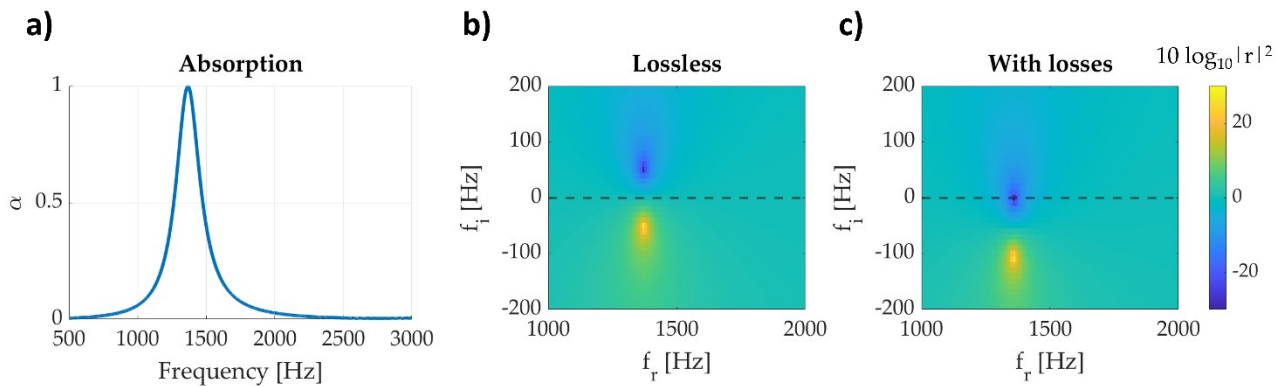 a)
Absorption
1
0.5
0
α
500 1000 1500 2000 2500 3000
Frequency [Hz]
b)
Lossless
200
100
0
-100
-200
f_i [Hz]
1000 1500 2000
f_r [Hz]
c)
With losses
200
100
0
-100
-200
f_i [Hz]
1000 1500 2000
f_r [Hz]
10 log₁₀|r|²
20
0
-20